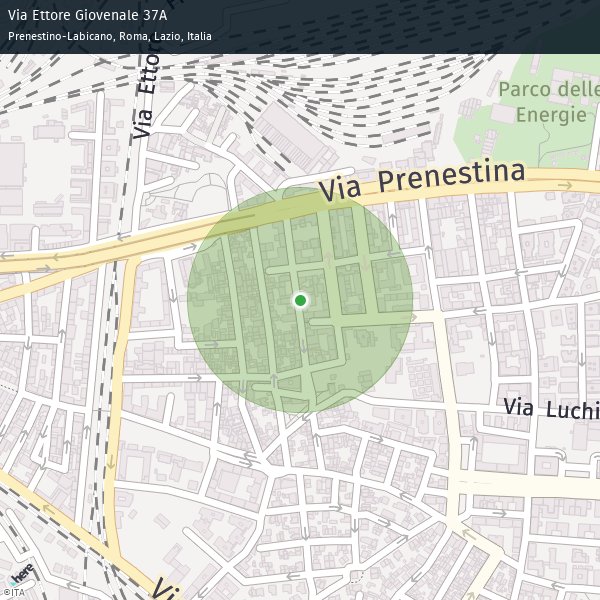 Via Ettore Giovenale 37A
Prenestino-Labicano, Roma, Lazio, Italia
Via Ettor
Parco delle
Energie
Via Prenestina
Via Luchi
Vi
here
©ITA